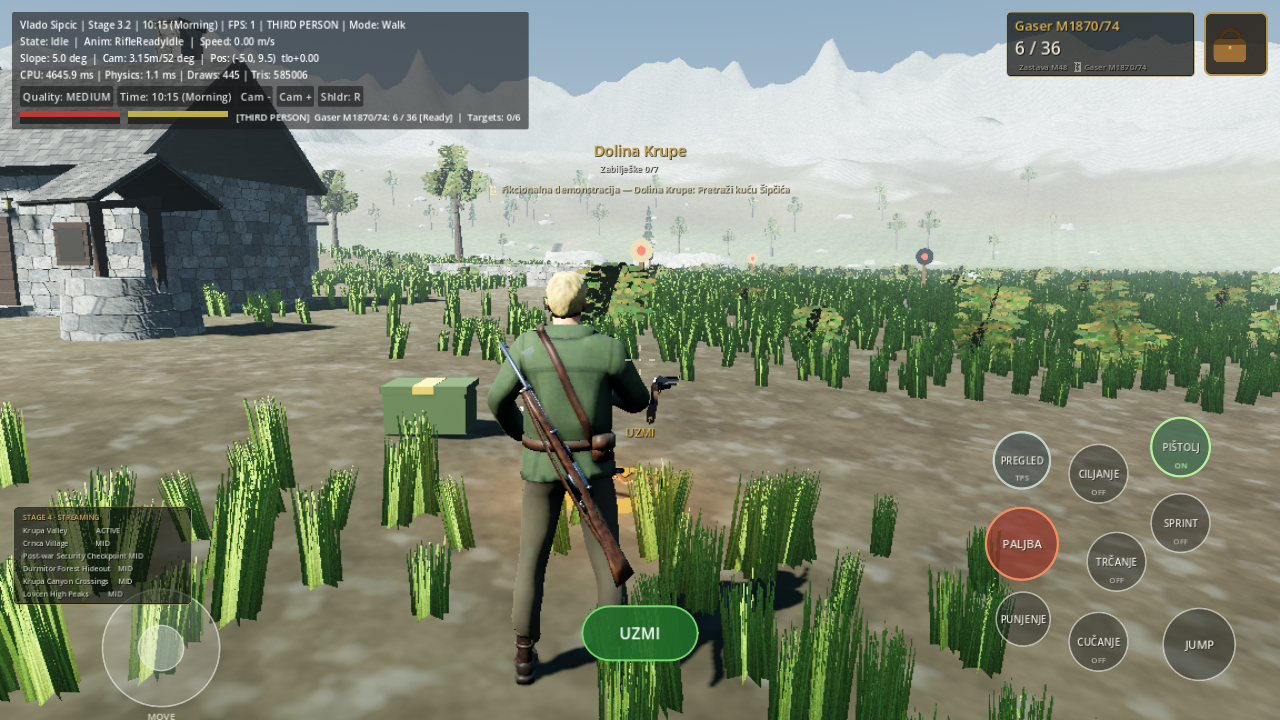 Vlado Sipcic | Stage 3.2 | 10:15 (Morning) | FPS: 1 | THIRD PERSON | Mode: Walk
State: Idle | Anim: RifleReadyIdle | Speed: 0.00 m/s
Slope: 5.0 deg | Cam: 3.15m/52 deg | Pos: (-5.0, 9.5) tlo+0.00
CPU: 4645.9 ms | Physics: 1.1 ms | Draws: 445 | Tris: 585006
Quality: MEDIUM Time: 10:15 (Morning) Cam - Cam + Shldr: R
[THIRD PERSON] Gaser M1870/74: 6 / 36 [Ready] | Targets: 0/6
Gaser M1870/74
6 / 36
Zastava M48 Gaser M1870/74
Dolina Krupe
Zabilješke 0/7
Fikcionalna demonstracija — Dolina Krupe: Pretraži kuću Šipčića
UZMI
PIŠTOLJ
ON
PREGLED
TPS
CILJANJE
OFF
SPRINT
OFF
PALJBA
TRČANJE
OFF
PUNJENJE
CUČANJE
OFF
JUMP
UZMI
STAGE 4 - STREAMING
Krupa Valley ACTIVE
Crnca Village MID
Post-war Security Checkpoint MID
Durmitor Forest Hideout MID
Krupa Canyon Crossings MID
Lovcen High Peaks MID
MOVE